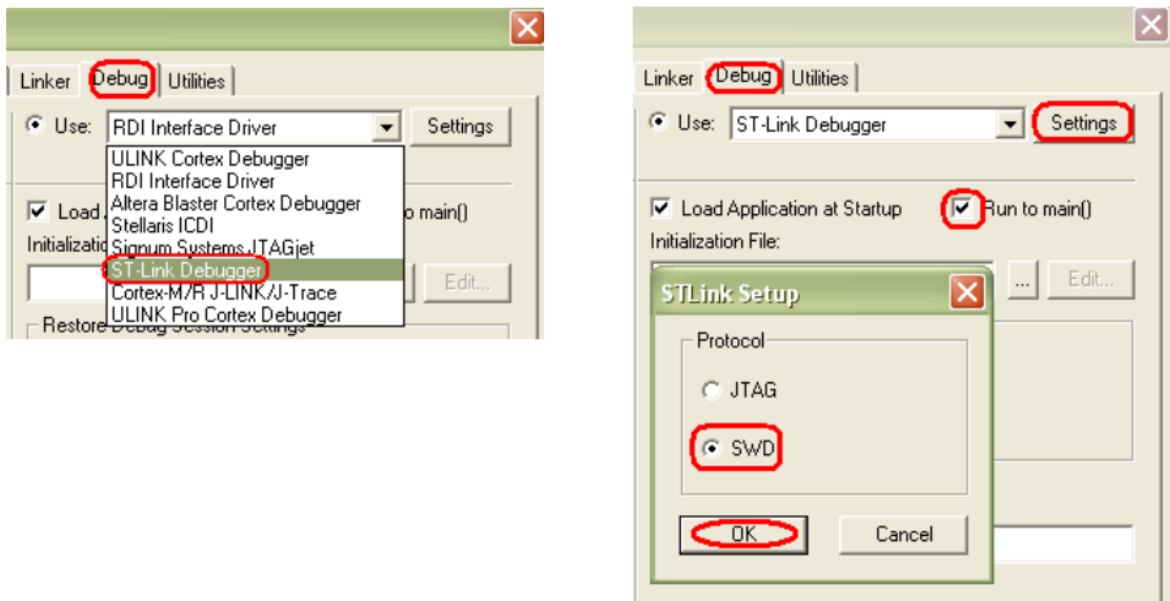 Linker Debug Utilities
Use: RDI Interface Driver Settings
ULINK Cortex Debugger
RDI Interface Driver
Altera Blaster Cortex Debugger
Stellaris ICDI
Signum Systems JTAGjet
ST-Link Debugger
Cortex-M/R J-LINK/J-Trace
ULINK Pro Cortex Debugger
Load o main()
Initializatio
Edit...
Restore Debug Session Settings
Linker Debug Utilities
Use: ST-Link Debugger Settings
Load Application at Startup Run to main()
Initialization File:
... Edit...
STLink Setup
Protocol
JTAG
SWD
OK Cancel